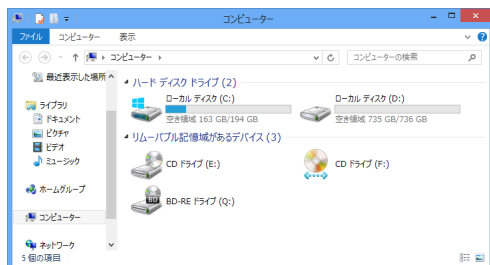 コンピューター
ファイル コンピューター 表示
コンピューター
コンピューターの検索
最近表示した場所
ライブラリ
ドキュメント
ピクチャ
ビデオ
ミュージック
ホームグループ
コンピューター
ネットワーク
ハード ディスク ドライブ (2)
ローカル ディスク (C:)
空き領域 163 GB/194 GB
ローカル ディスク (D:)
空き領域 735 GB/736 GB
リムーバブル記憶域があるデバイス (3)
CD ドライブ (E:)
CD ドライブ (F:)
BD
BD-RE ドライブ (Q:)
5 個の項目